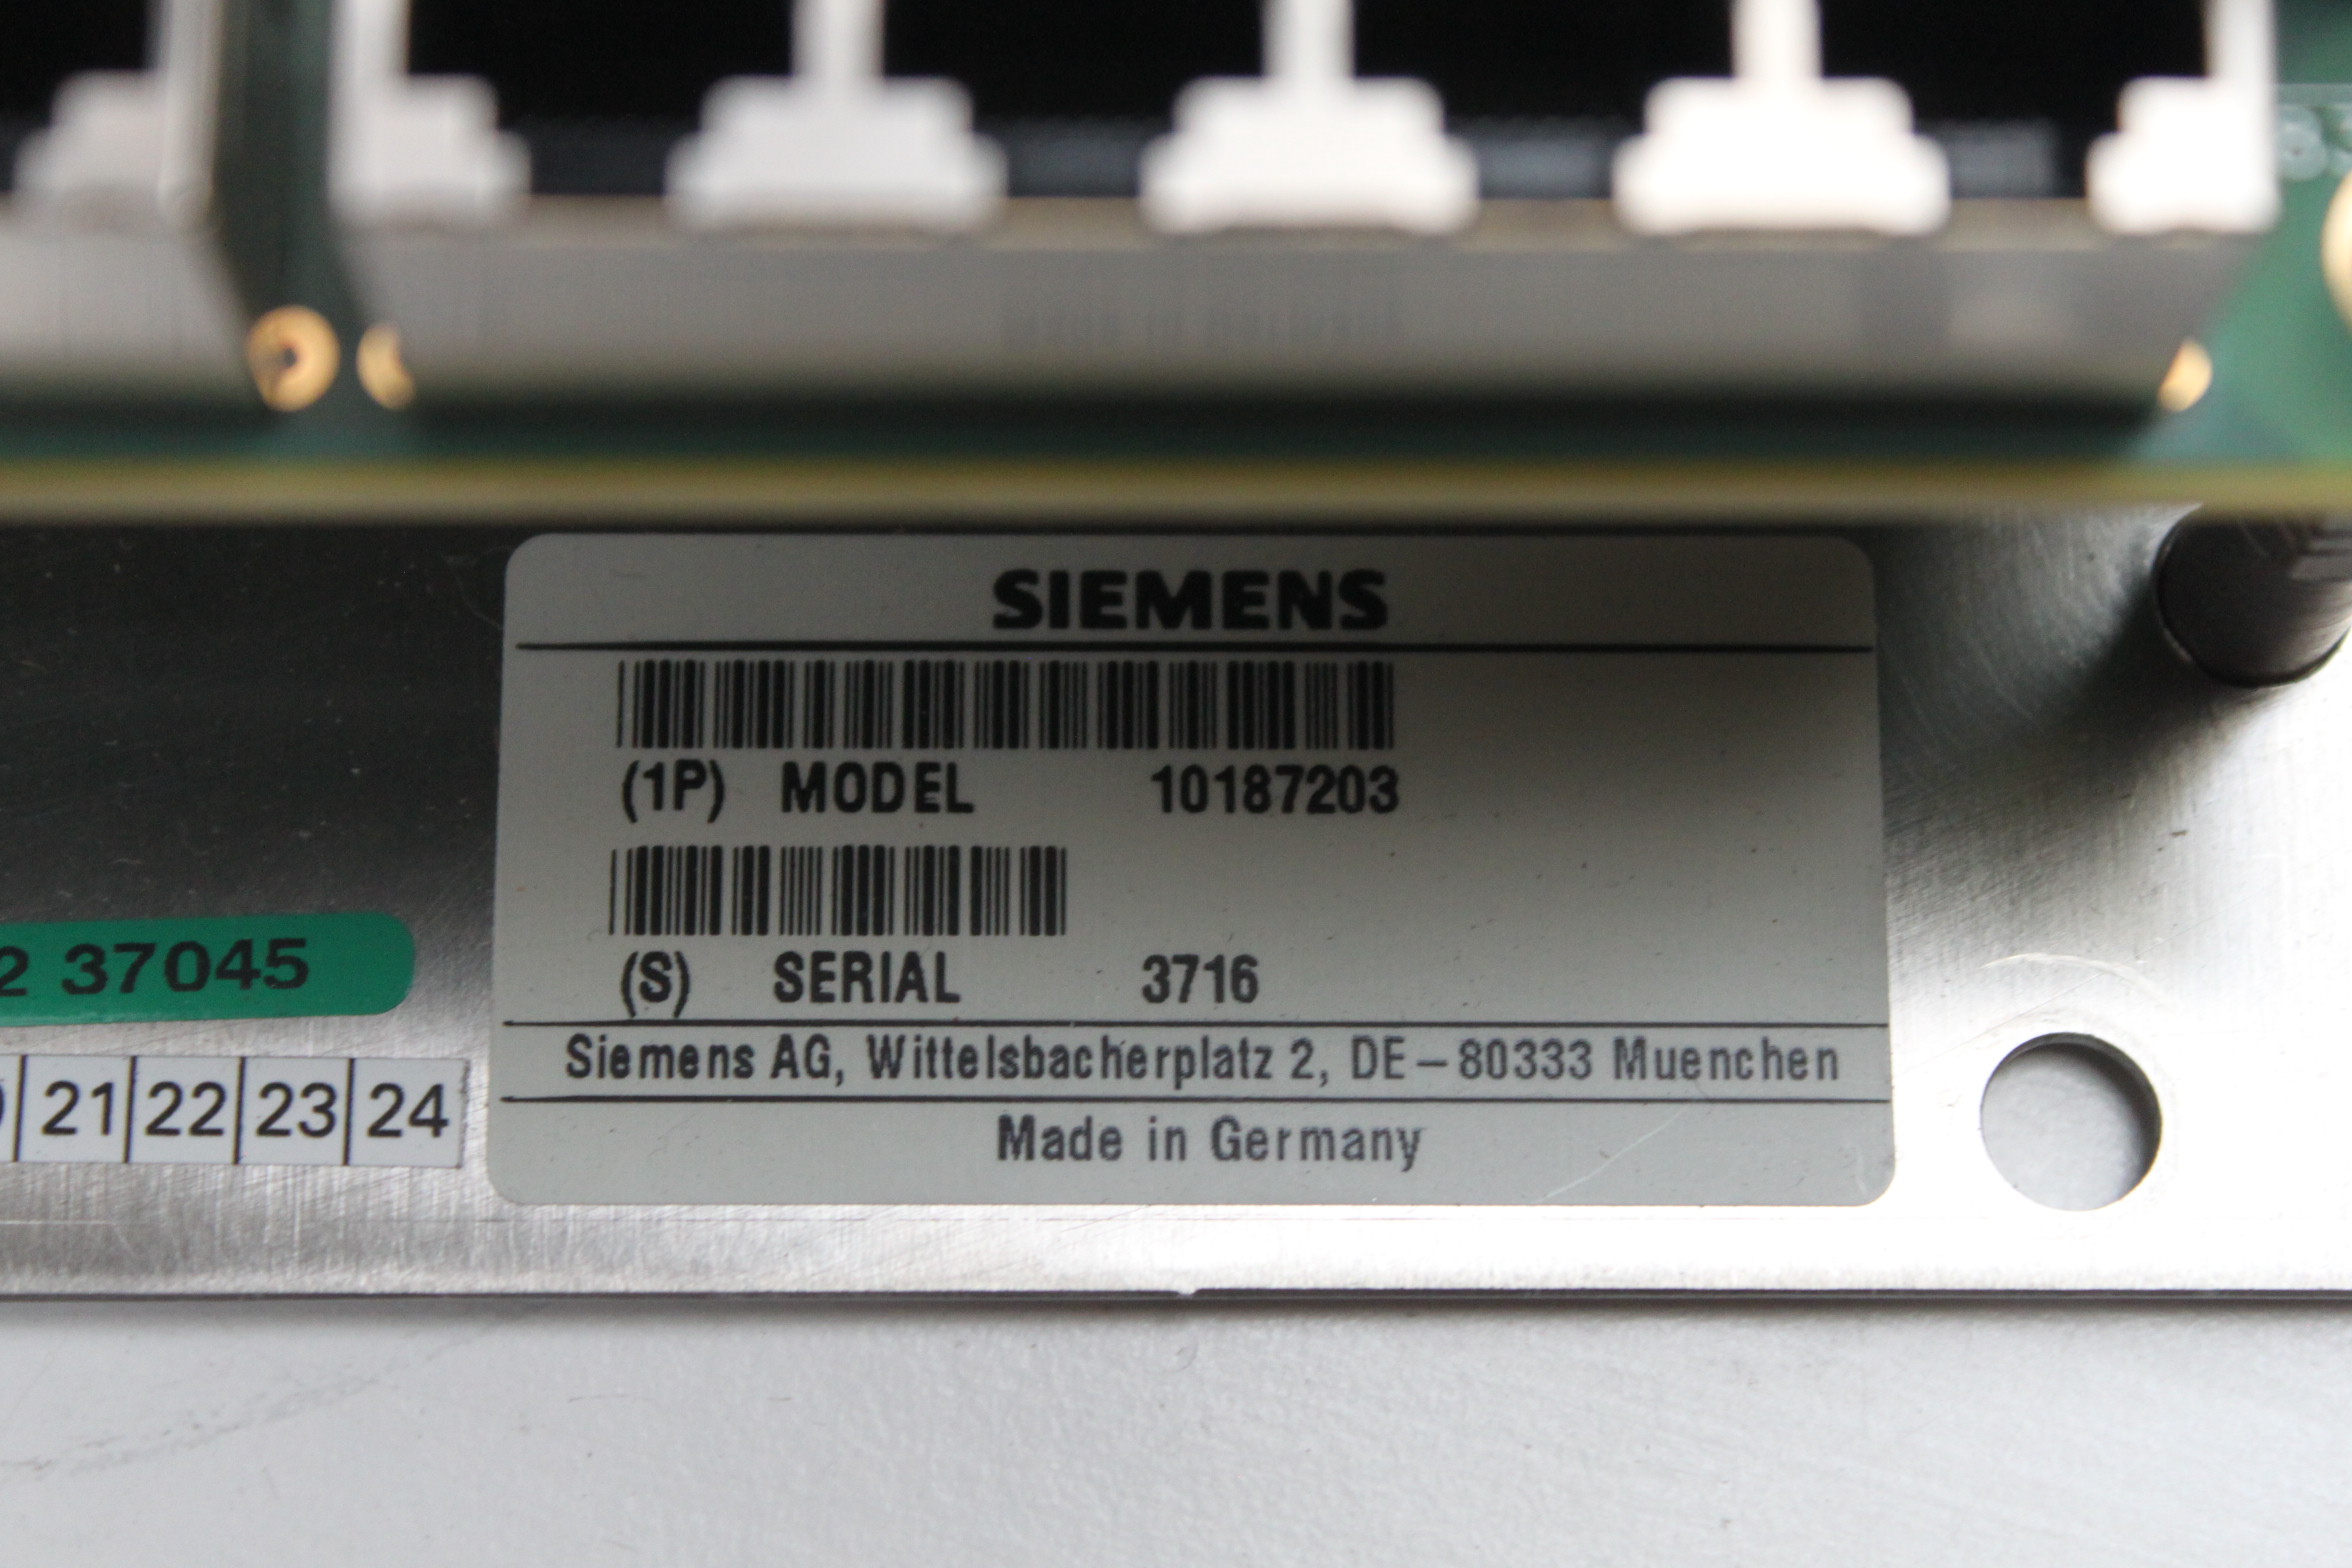 SIEMENS
(1P) MODEL 10187203
(S) SERIAL 3716
Siemens AG, Wittelsbacherplatz 2, DE-80333 Muenchen
Made in Germany
2 37045
21 22 23 24